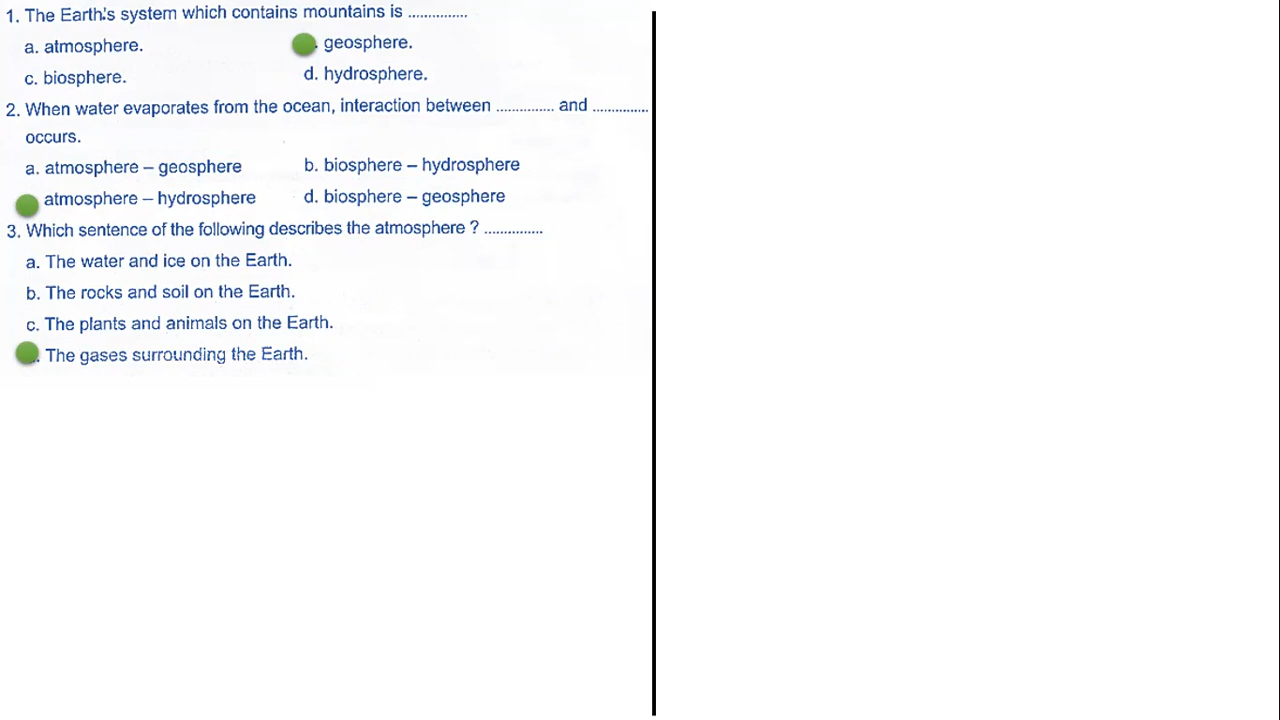 1. The Earth's system which contains mountains is ...............
a. atmosphere. . geosphere.
c. biosphere. d. hydrosphere.
2. When water evaporates from the ocean, interaction between .............. and ..............
occurs.
a. atmosphere – geosphere b. biosphere – hydrosphere
atmosphere – hydrosphere d. biosphere – geosphere
3. Which sentence of the following describes the atmosphere ? ...............
a. The water and ice on the Earth.
b. The rocks and soil on the Earth.
c. The plants and animals on the Earth.
. The gases surrounding the Earth.